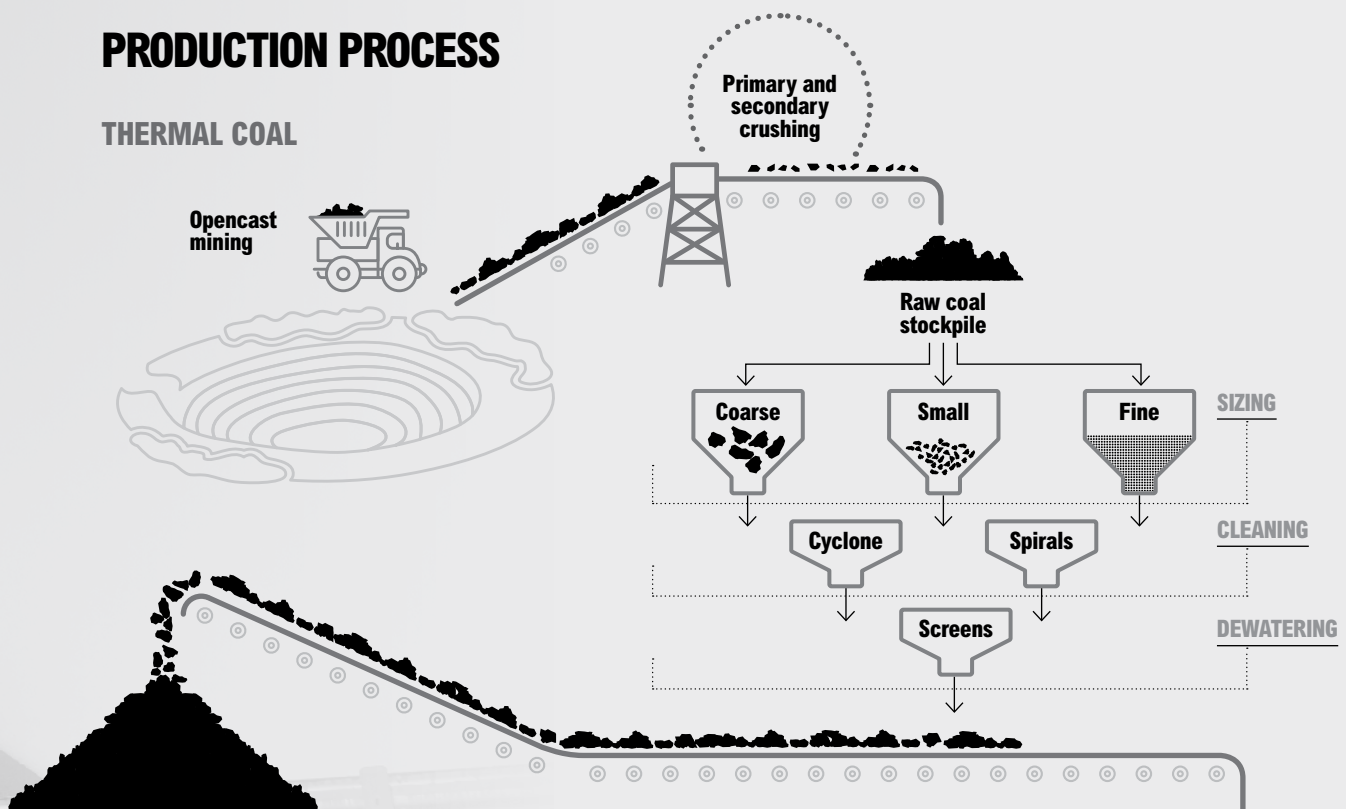 PRODUCTION PROCESS
THERMAL COAL
Primary and
secondary
crushing
Opencast
mining
Raw coal
stockpile
Coarse
Small
Fine
SIZING
Cyclone
Spirals
CLEANING
Screens
DEWATERING